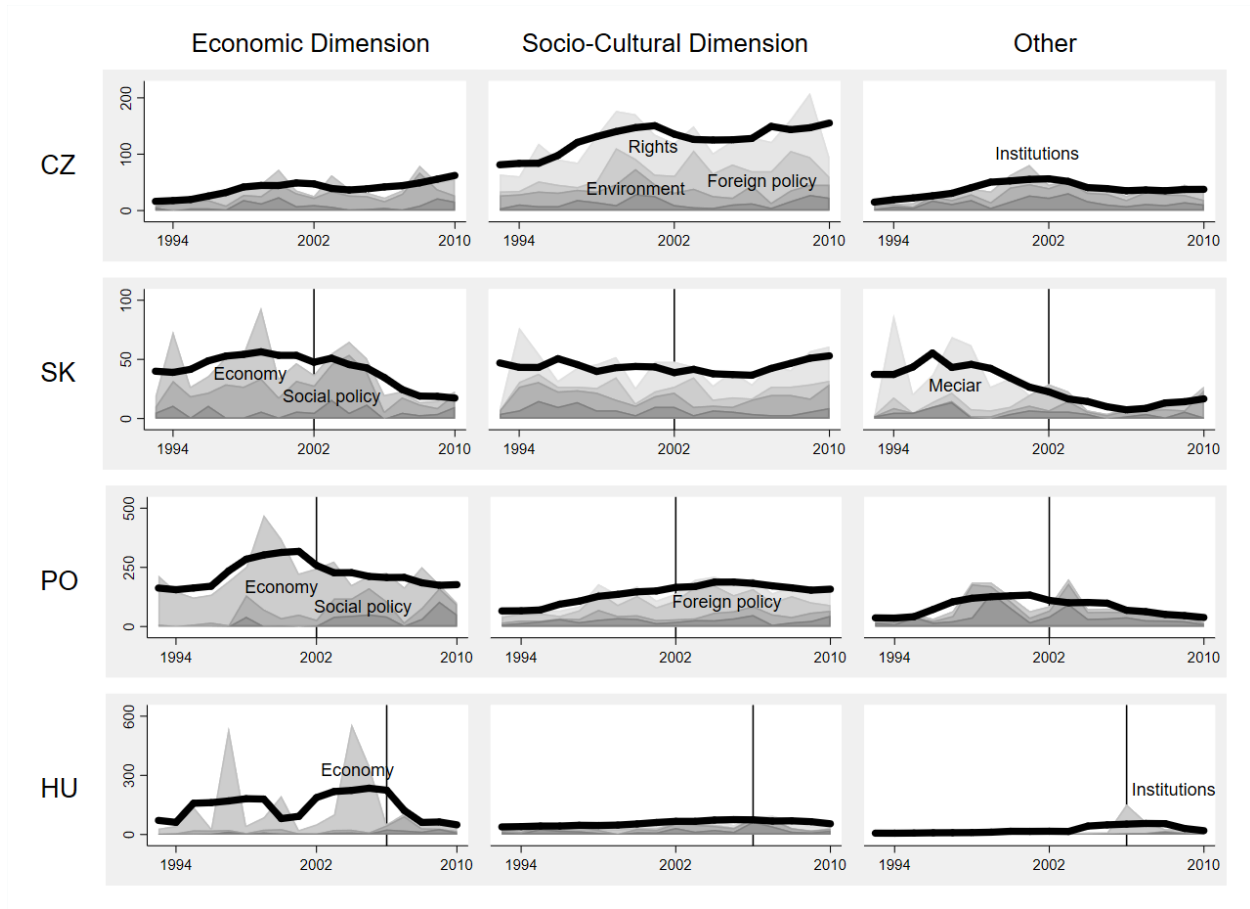 Economic Dimension Socio-Cultural Dimension Other
CZ
200
100
0
Rights
Environment
Foreign policy
Institutions
1994 2002 2010 1994 2002 2010 1994 2002 2010
SK
100
50
0
Economy
Social policy
Meciar
1994 2002 2010 1994 2002 2010 1994 2002 2010
PO
500
250
0
Economy
Social policy
Foreign policy
1994 2002 2010 1994 2002 2010 1994 2002 2010
HU
600
300
0
Economy
Institutions
1994 2002 2010 1994 2002 2010 1994 2002 2010